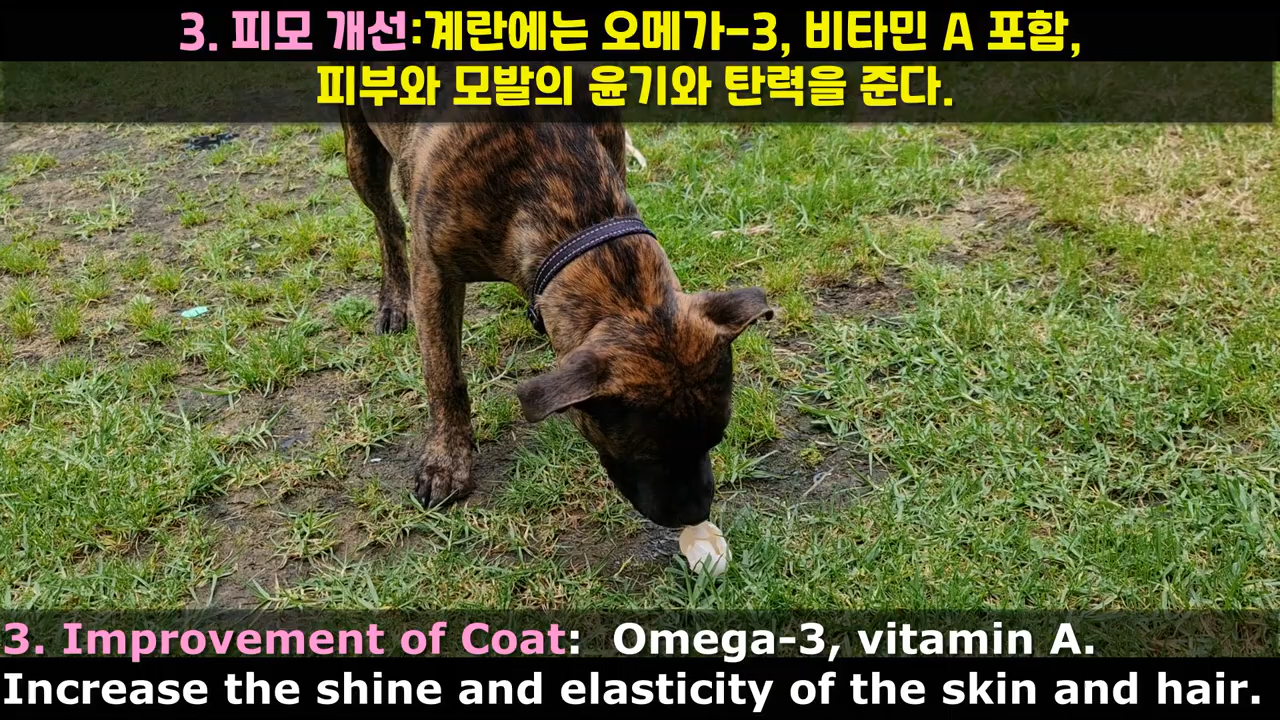 3. 피모 개선:계란에는 오메가-3, 비타민 A 포함,
피부와 모발의 윤기와 탄력을 준다.
3. Improvement of Coat:  Omega-3, vitamin A.
Increase the shine and elasticity of the skin and hair.